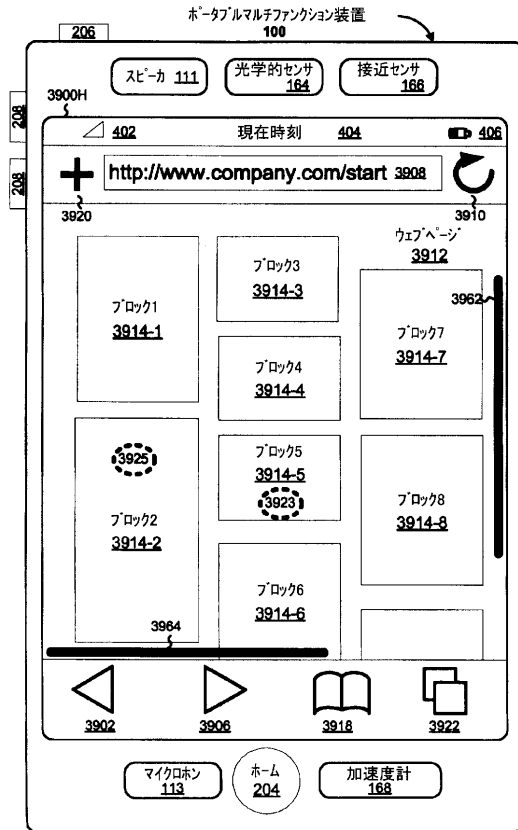 ポータブルマルチファンクション装置
100
206
スピーカ 111
光学的センサ
164
接近センサ
166
3900H
208
208
402
現在時刻
404
406
http://www.company.com/start 3908
3920
3910
ウェブページ
3912
3962
ブロック1
3914-1
ブロック3
3914-3
ブロック7
3914-7
ブロック4
3914-4
3925
ブロック2
3914-2
ブロック5
3914-5
3923
ブロック8
3914-8
ブロック6
3914-6
3964
3902
3906
3918
3922
マイクロホン
113
ホーム
204
加速度計
168